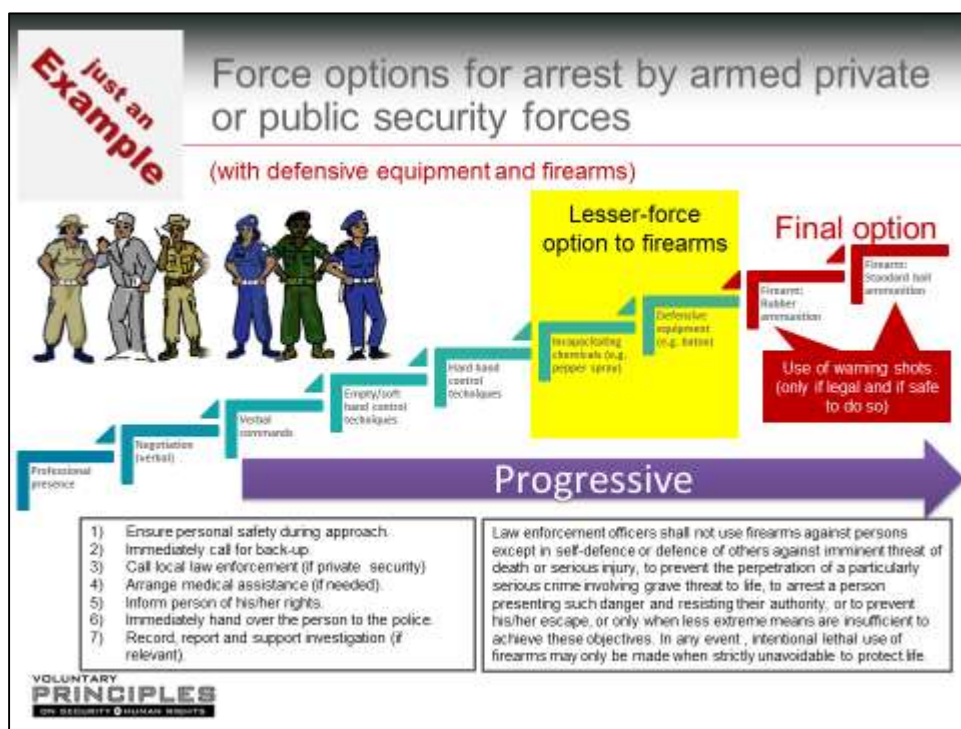 just an
Example
Force options for arrest by armed private
or public security forces
(with defensive equipment and firearms)
Lesser-force
option to firearms
Final option
Professional
presence
Negotiation
(verbal)
Verbal
commands
Empty/soft
hand control
techniques
Hard hand
control
techniques
Incapacitating
chemicals (e.g.
pepper spray)
Defensive
equipment
(e.g. baton)
Firearm:
Rubber
ammunition
Firearm:
Standard ball
ammunition
Use of warning shots
(only if legal and if safe
to do so)
Progressive
1) Ensure personal safety during approach.
2) Immediately call for back-up.
3) Call local law enforcement (if private security)
4) Arrange medical assistance (if needed).
5) Inform person of his/her rights.
6) Immediately hand over the person to the police.
7) Record, report and support investigation (if
relevant).
Law enforcement officers shall not use firearms against persons
except in self-defence or defence of others against imminent threat of
death or serious injury, to prevent the perpetration of a particularly
serious crime involving grave threat to life, to arrest a person
presenting such danger and resisting their authority, or to prevent
his/her escape, or only when less extreme means are insufficient to
achieve these objectives. In any event , intentional lethal use of
firearms may only be made when strictly unavoidable to protect life.
VOLUNTARY
PRINCIPLES
ON SECURITY HUMAN RIGHTS